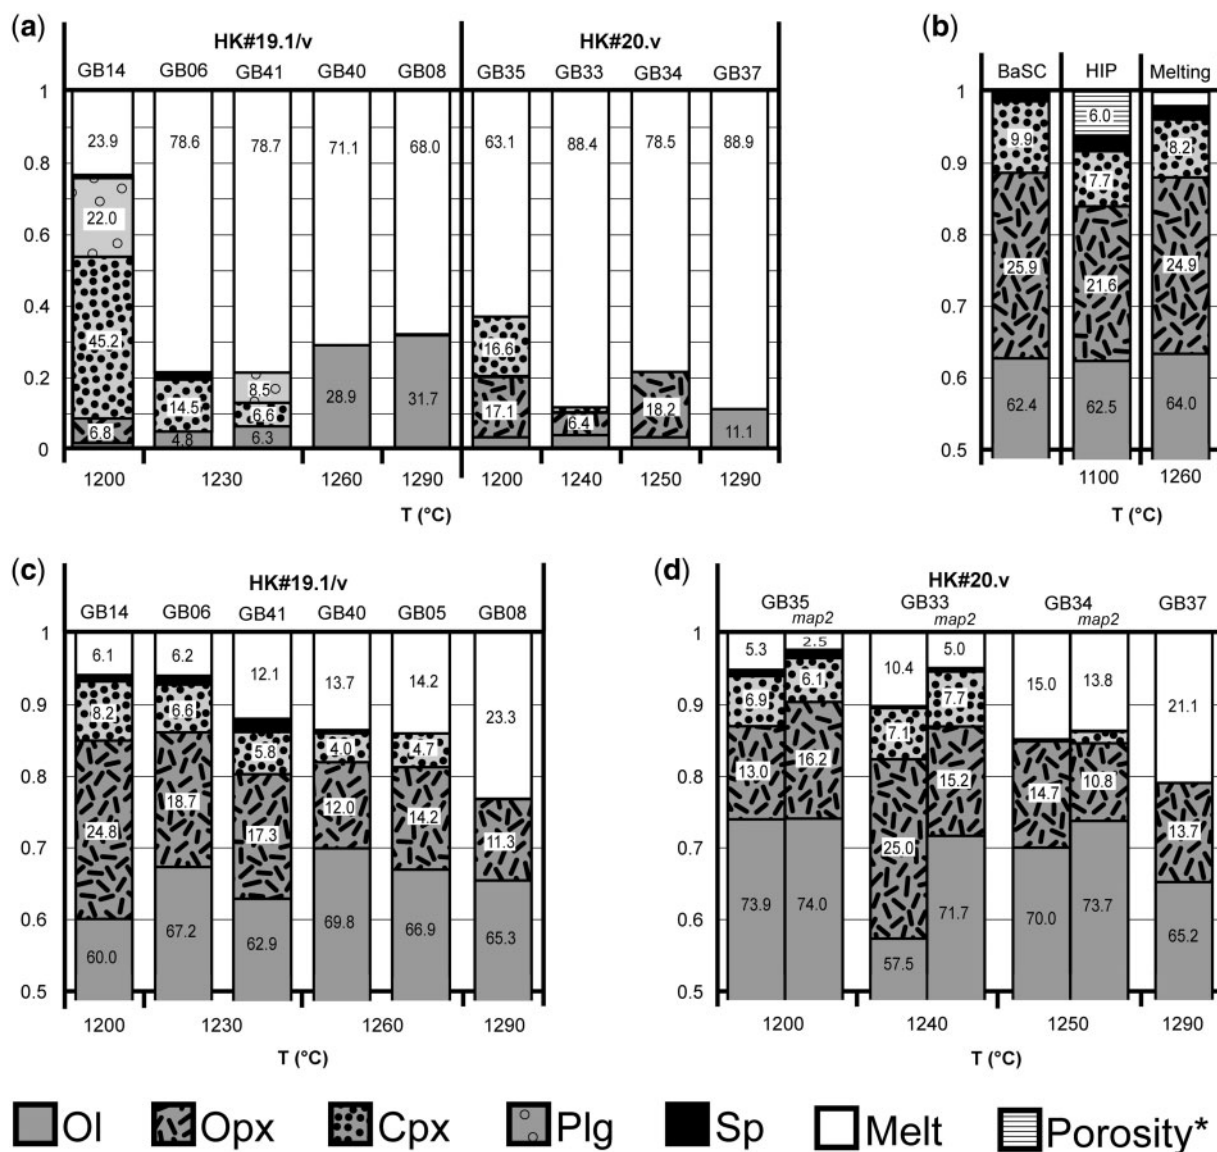 (a)
HK#19.1/v HK#20.v
GB14 GB06 GB41 GB40 GB08 GB35 GB33 GB34 GB37
1
0.8
0.6
0.4
0.2
0
23.9 78.6 78.7 71.1 68.0 63.1 88.4 78.5 88.9
22.0
45.2
6.8
14.5
4.8
8.5
6.6
6.3
28.9
31.7
16.6
17.1
6.4
18.2
11.1
1200 1230 1260 1290 1200 1240 1250 1290
T (°C)
(b)
BaSC HIP Melting
1
0.9
0.8
0.7
0.6
0.5
9.9
25.9
62.4
6.0
7.7
21.6
62.5
8.2
24.9
64.0
1100 1260
T (°C)
(c)
HK#19.1/v
GB14 GB06 GB41 GB40 GB05 GB08
1
0.9
0.8
0.7
0.6
0.5
6.1 6.2 12.1 13.7 14.2 23.3
8.2 6.6 5.8 4.0 4.7
24.8 18.7 17.3 12.0 14.2 11.3
60.0 67.2 62.9 69.8 66.9 65.3
1200 1230 1260 1290
T (°C)
(d)
HK#20.v
GB35 GB33 GB34 GB37
map2 map2 map2
1
0.9
0.8
0.7
0.6
0.5
5.3 2.5 10.4 5.0 15.0 13.8 21.1
6.9 6.1 7.1 7.7
13.0 16.2 25.0 15.2 14.7 10.8 13.7
73.9 74.0 57.5 71.7 70.0 73.7 65.2
1200 1240 1250 1290
T (°C)
Ol Opx Cpx Plg Sp Melt Porosity*